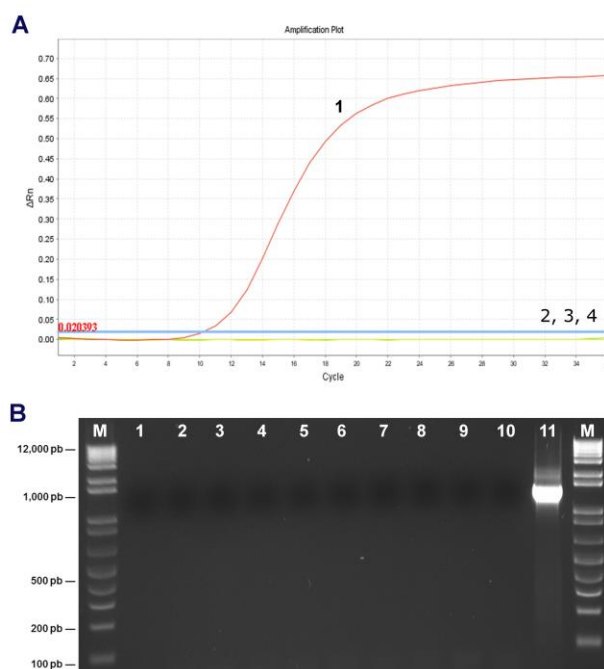 A
Amplification Plot
0.70
0.65
0.60
0.55
0.50
0.45
0.40
0.35
0.30
0.25
0.20
0.15
0.10
0.05
0.00
ΔRn
1
0.020393
2, 3, 4
2 4 6 8 10 12 14 16 18 20 22 24 26 28 30 32 34
Cycle
B
M 1 2 3 4 5 6 7 8 9 10 11 M
12,000 pb
1,000 pb
500 pb
200 pb
100 pb